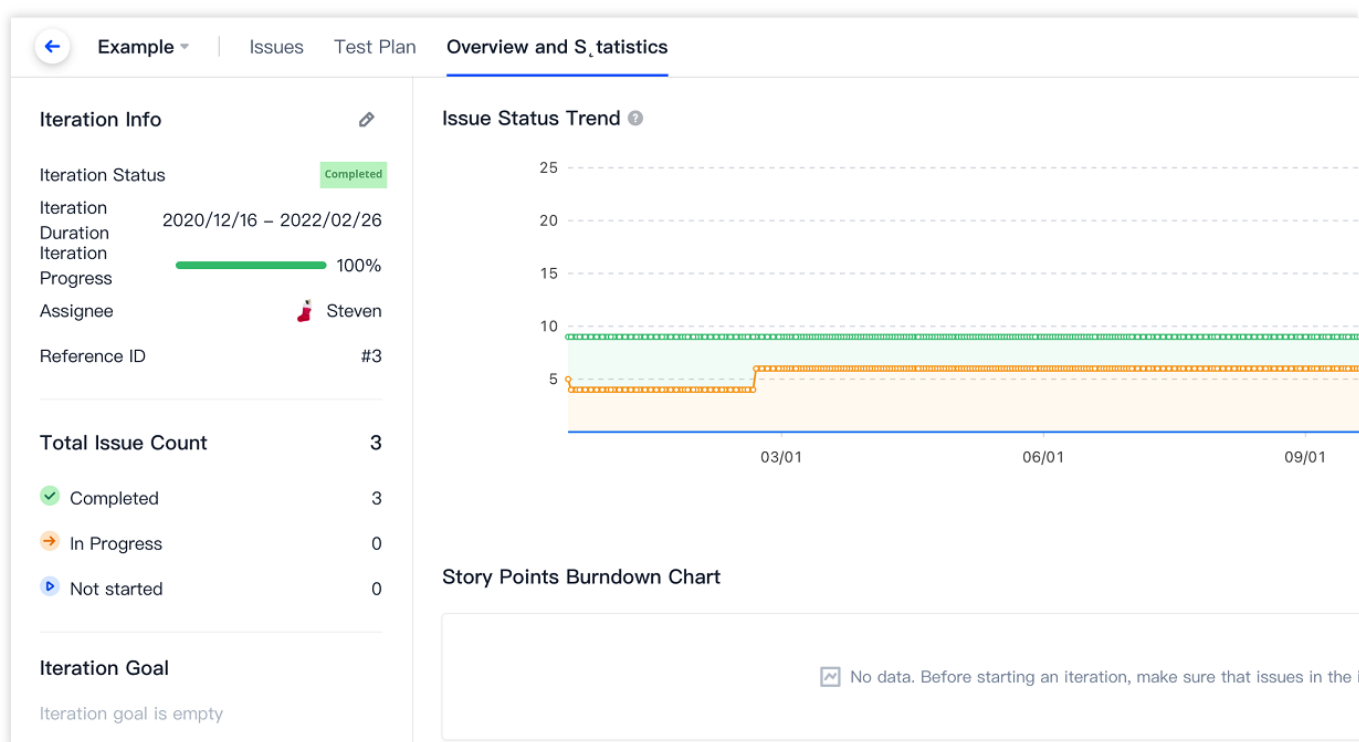 Example Issues Test Plan Overview and S˛tatistics
Iteration Info
Iteration Status Completed
Iteration Duration 2020/12/16 – 2022/02/26
Iteration Progress 100%
Assignee Steven
Reference ID #3
Total Issue Count 3
Completed 3
In Progress 0
Not started 0
Iteration Goal
Iteration goal is empty
Issue Status Trend
25
20
15
10
5
03/01 06/01 09/01
Story Points Burndown Chart
No data. Before starting an iteration, make sure that issues in the